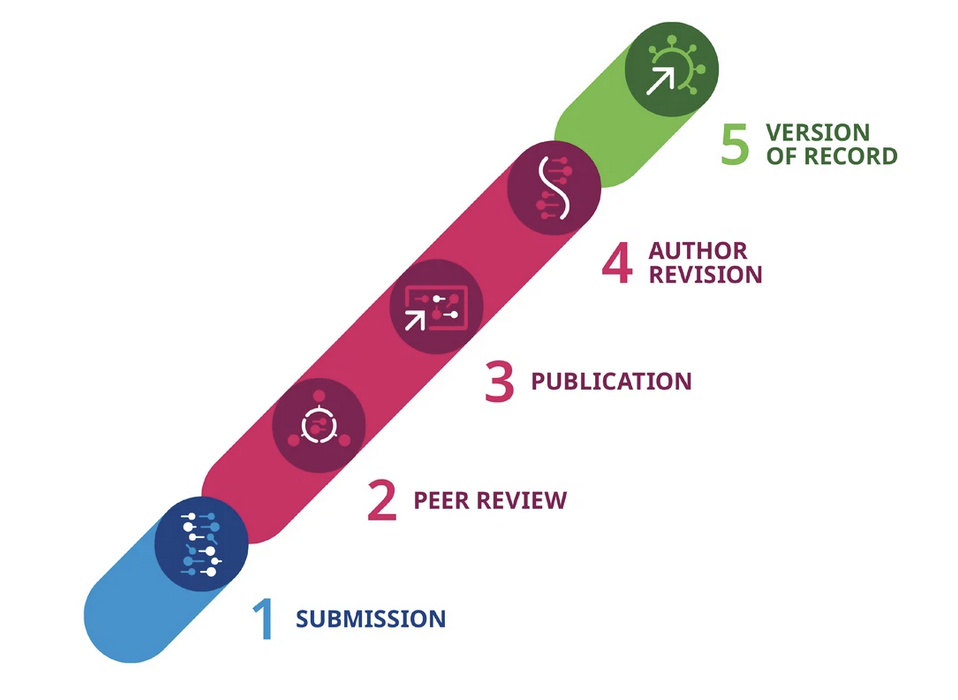 5 VERSION
OF RECORD
4 AUTHOR
REVISION
3 PUBLICATION
2 PEER REVIEW
1 SUBMISSION